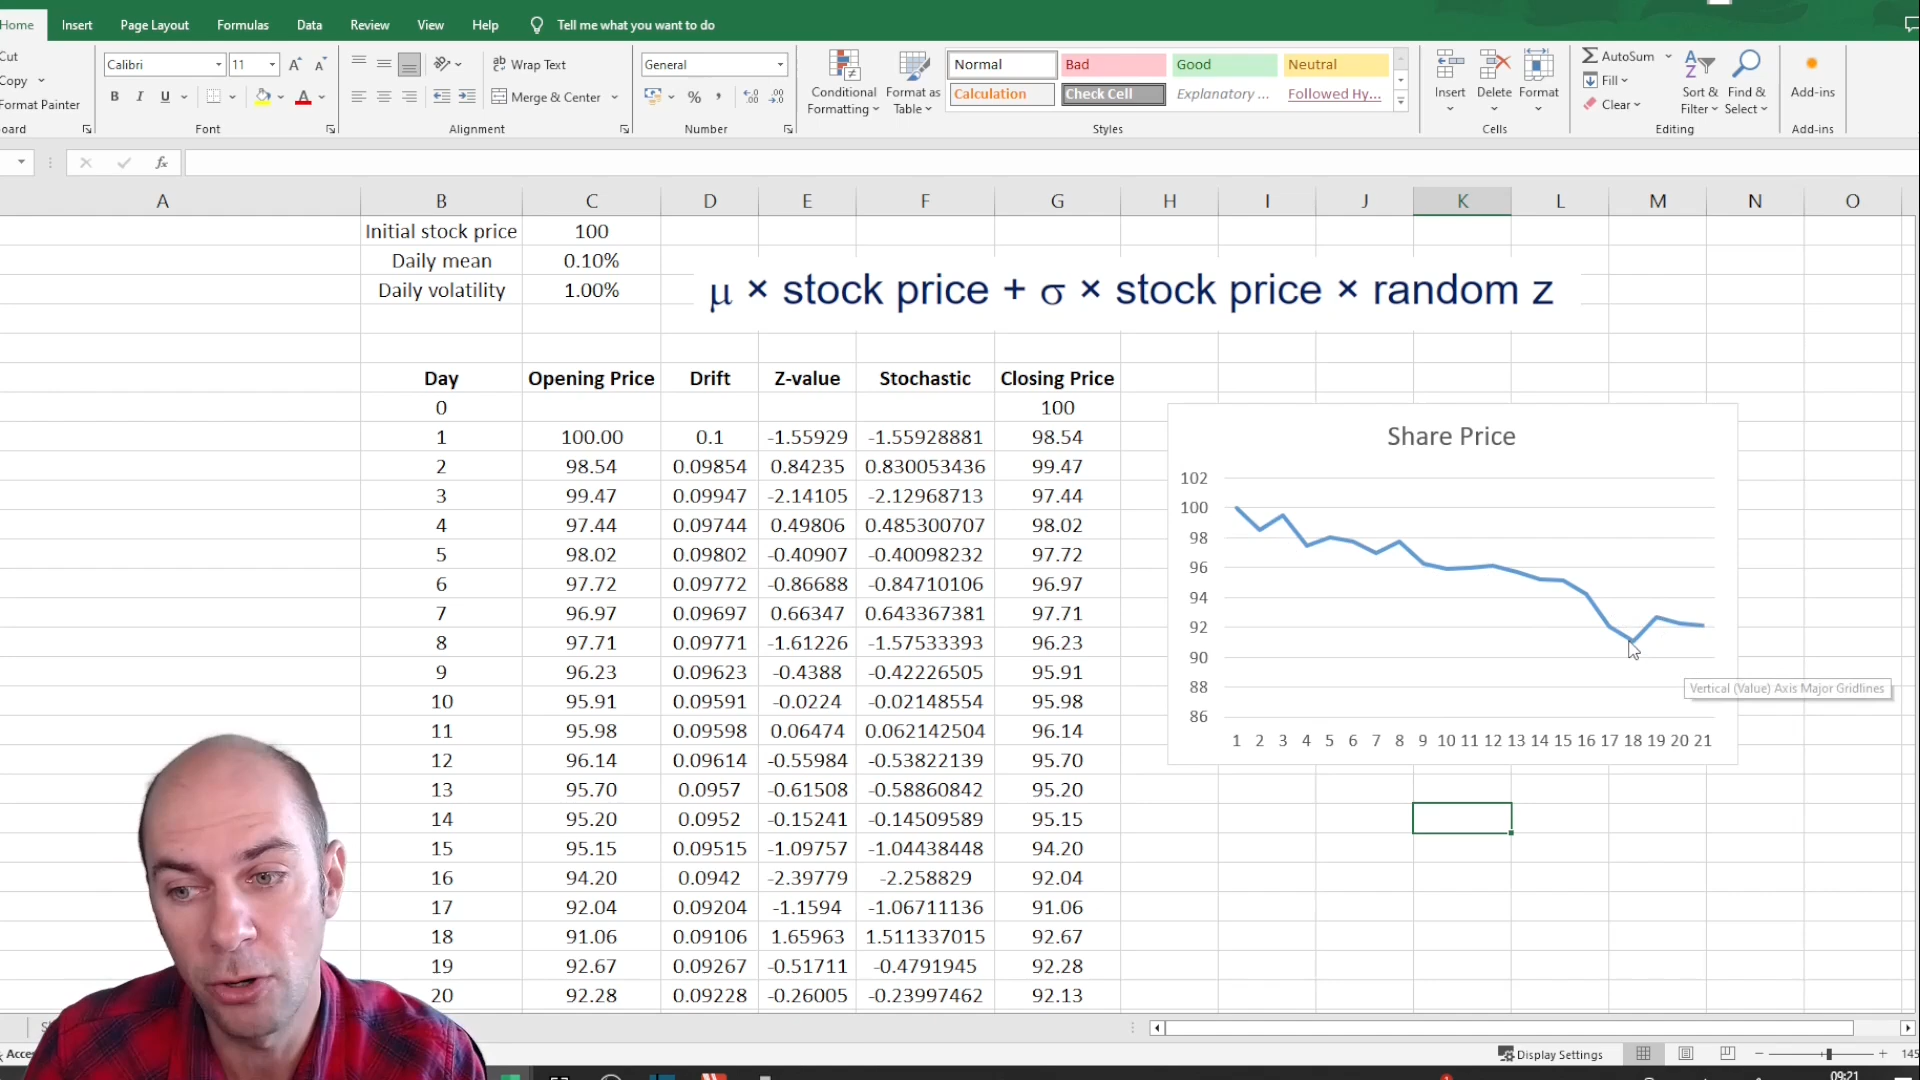 Home Insert Page Layout Formulas Data Review View Help Tell me what you want to do
Cut
Copy
Format Painter
Calibri 11
B I U
Wrap Text
Merge & Center
General
% ,
Conditional Formatting
Format as Table
Normal Bad Good Neutral
Calculation Check Cell Explanatory ... Followed Hy...
Insert Delete Format
AutoSum
Fill
Clear
Sort & Filter
Find & Select
Add-ins
oard Font Alignment Number Styles Cells Editing Add-ins
fx
A B C D E F G H I J K L M N O
Initial stock price 100
Daily mean 0.10%
Daily volatility 1.00%
μ × stock price + σ × stock price × random z
Day Opening Price Drift Z-value Stochastic Closing Price
0 100
1 100.00 0.1 -1.55929 -1.55928881 98.54
2 98.54 0.09854 0.84235 0.830053436 99.47
3 99.47 0.09947 -2.14105 -2.12968713 97.44
4 97.44 0.09744 0.49806 0.485300707 98.02
5 98.02 0.09802 -0.40907 -0.40098232 97.72
6 97.72 0.09772 -0.86688 -0.84710106 96.97
7 96.97 0.09697 0.66347 0.643367381 97.71
8 97.71 0.09771 -1.61226 -1.57533393 96.23
9 96.23 0.09623 -0.4388 -0.42226505 95.91
10 95.91 0.09591 -0.0224 -0.02148554 95.98
11 95.98 0.09598 0.06474 0.062142504 96.14
12 96.14 0.09614 -0.55984 -0.53822139 95.70
13 95.70 0.0957 -0.61508 -0.58860842 95.20
14 95.20 0.0952 -0.15241 -0.14509589 95.15
15 95.15 0.09515 -1.09757 -1.04438448 94.20
16 94.20 0.0942 -2.39779 -2.258829 92.04
17 92.04 0.09204 -1.1594 -1.06711136 91.06
18 91.06 0.09106 1.65963 1.511337015 92.67
19 92.67 0.09267 -0.51711 -0.4791945 92.28
20 92.28 0.09228 -0.26005 -0.23997462 92.13
Share Price
102
100
98
96
94
92
90
88
86
1 2 3 4 5 6 7 8 9 10 11 12 13 14 15 16 17 18 19 20 21
Vertical (Value) Axis Major Gridlines
Acce
Display Settings
145
09:21